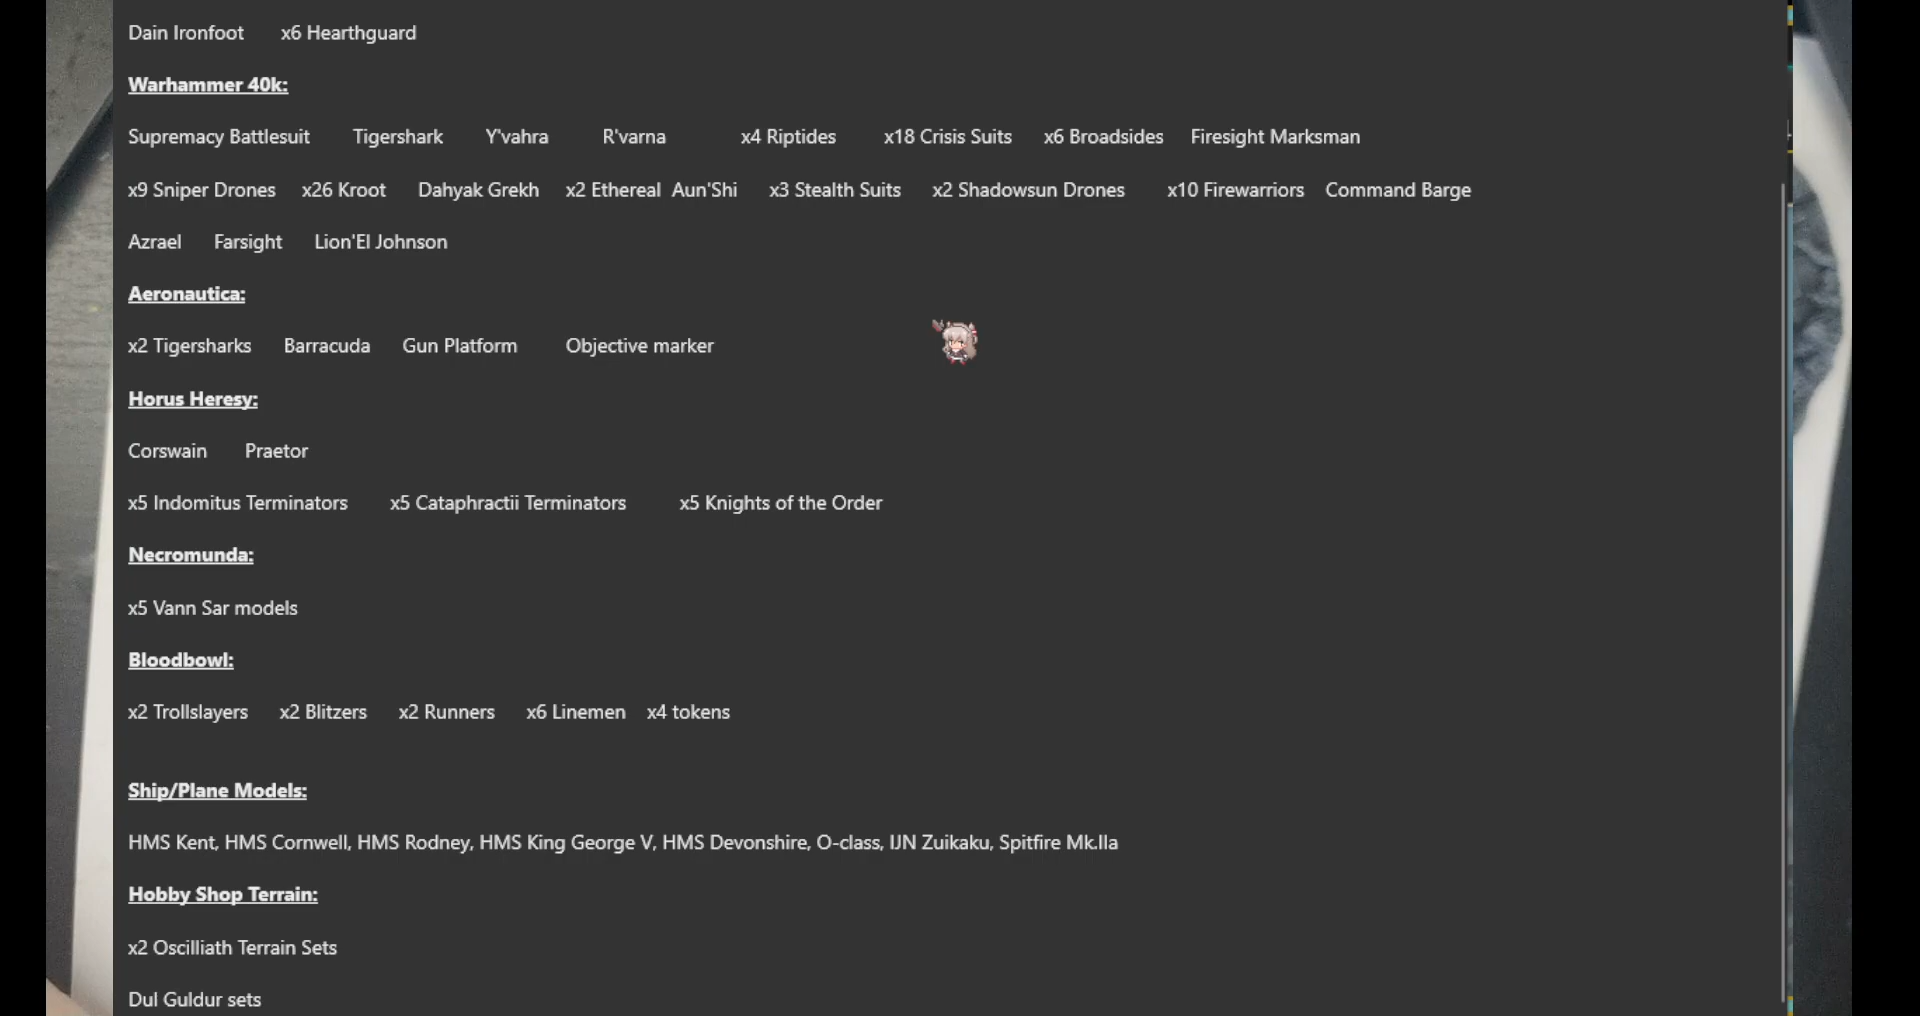 Dain Ironfoot x6 Hearthguard
Warhammer 40k:
Supremacy Battlesuit Tigershark Y'vahra R'varna x4 Riptides x18 Crisis Suits x6 Broadsides Firesight Marksman
x9 Sniper Drones x26 Kroot Dahyak Grekh x2 Ethereal Aun'Shi x3 Stealth Suits x2 Shadowsun Drones x10 Firewarriors Command Barge
Azrael Farsight Lion'El Johnson
Aeronautica:
x2 Tigersharks Barracuda Gun Platform Objective marker
Horus Heresy:
Corswain Praetor
x5 Indomitus Terminators x5 Cataphractii Terminators x5 Knights of the Order
Necromunda:
x5 Vann Sar models
Bloodbowl:
x2 Trollslayers x2 Blitzers x2 Runners x6 Linemen x4 tokens
Ship/Plane Models:
HMS Kent, HMS Cornwell, HMS Rodney, HMS King George V, HMS Devonshire, O-class, IJN Zuikaku, Spitfire Mk.IIa
Hobby Shop Terrain:
x2 Oscilliath Terrain Sets
Dul Guldur sets